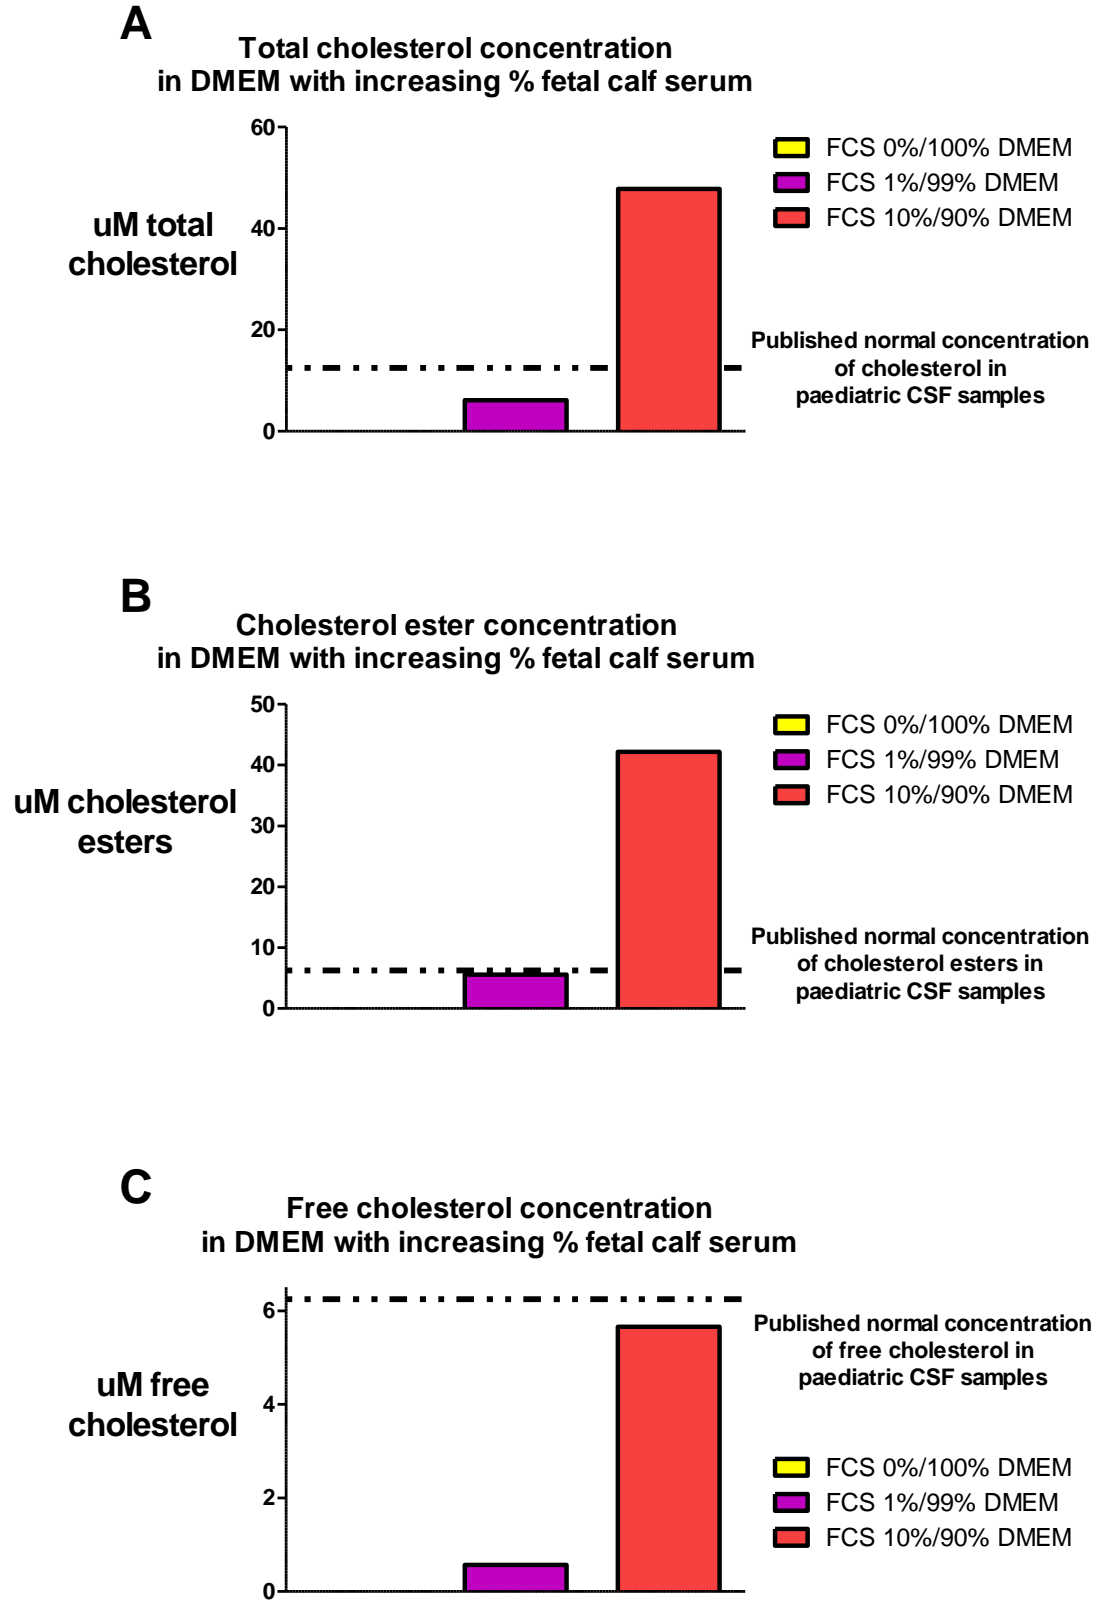 A
Total cholesterol concentration
in DMEM with increasing % fetal calf serum
60
40
20
0
uM total
cholesterol
FCS 0%/100% DMEM
FCS 1%/99% DMEM
FCS 10%/90% DMEM
Published normal concentration
of cholesterol in
paediatric CSF samples
B
Cholesterol ester concentration
in DMEM with increasing % fetal calf serum
50
40
30
20
10
0
uM cholesterol
esters
FCS 0%/100% DMEM
FCS 1%/99% DMEM
FCS 10%/90% DMEM
Published normal concentration
of cholesterol esters in
paediatric CSF samples
C
Free cholesterol concentration
in DMEM with increasing % fetal calf serum
6
4
2
0
uM free
cholesterol
Published normal concentration
of free cholesterol in
paediatric CSF samples
FCS 0%/100% DMEM
FCS 1%/99% DMEM
FCS 10%/90% DMEM